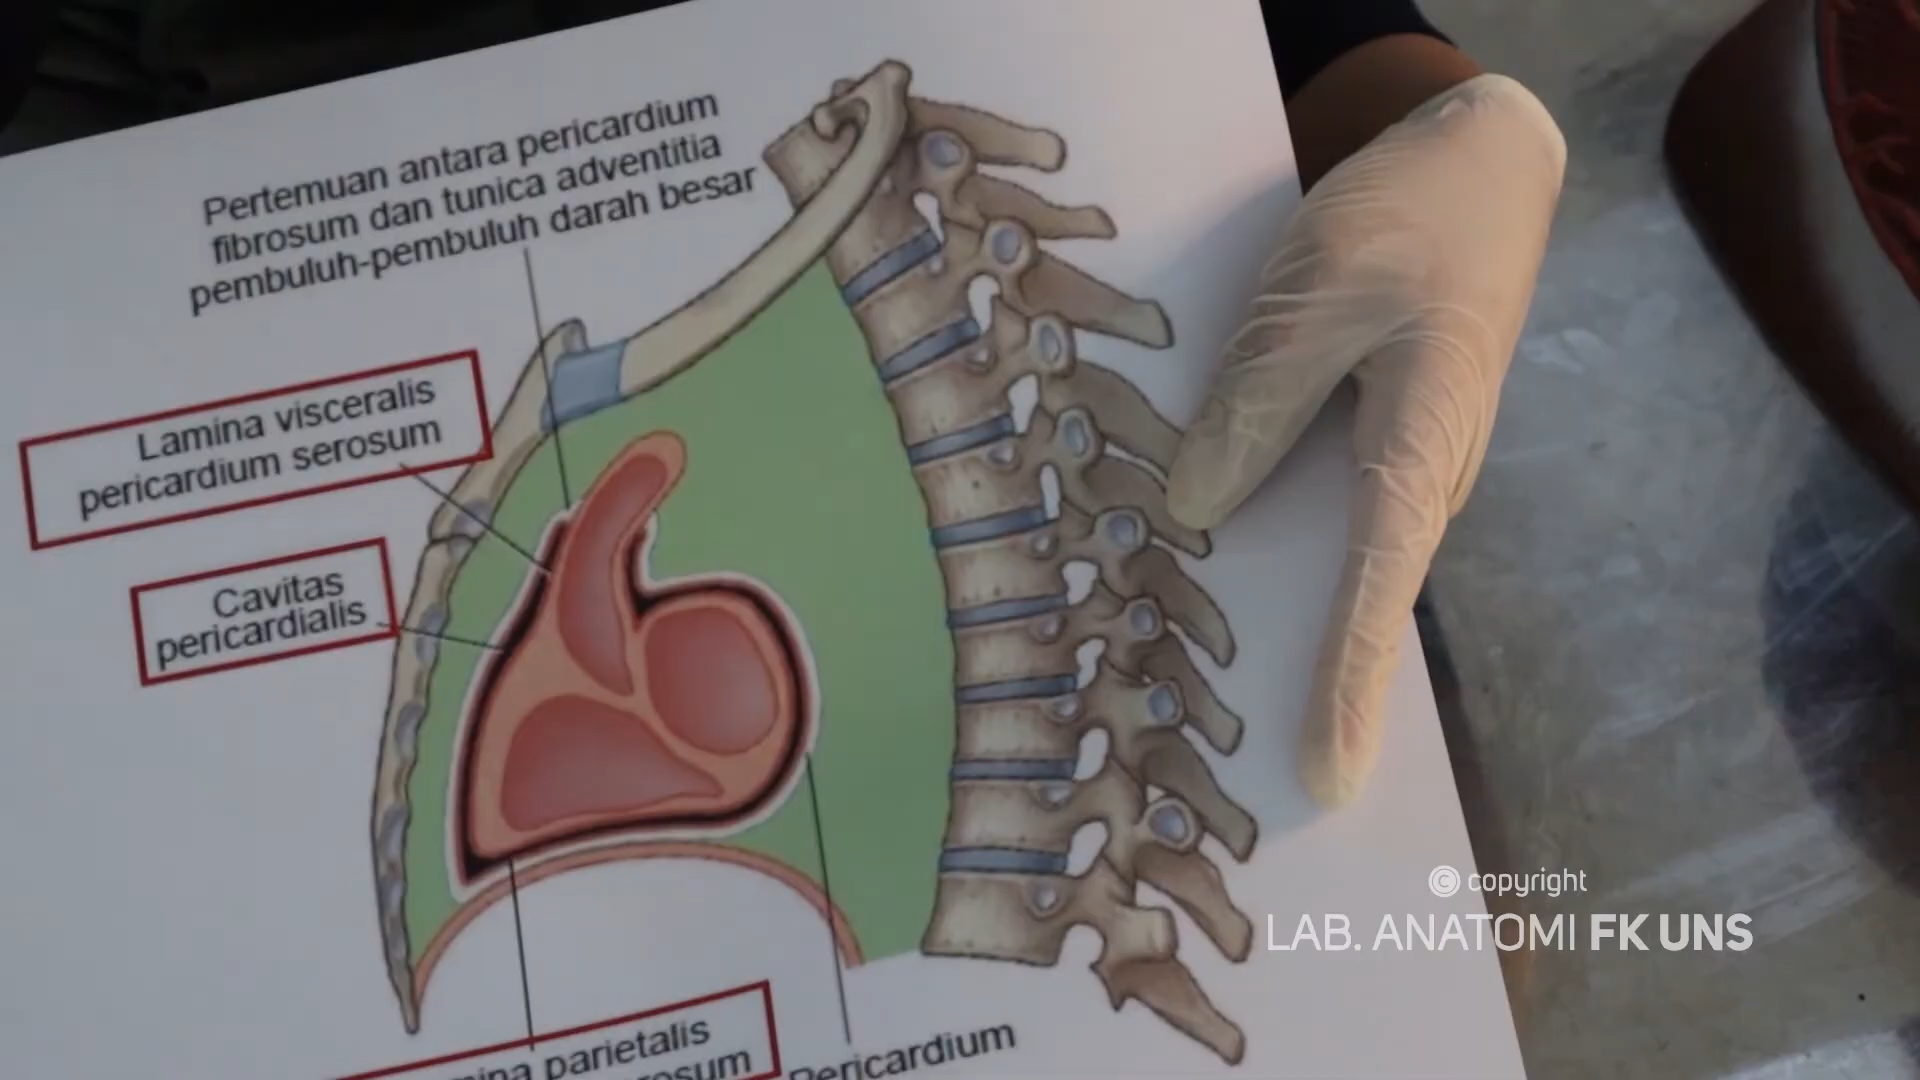 Pertemuan antara pericardium
fibrosum dan tunica adventitia
pembuluh-pembuluh darah besar
Lamina visceralis
pericardium serosum
Cavitas
pericardialis
parietalis
Pericardium
© copyright
LAB. ANATOMI FK UNS